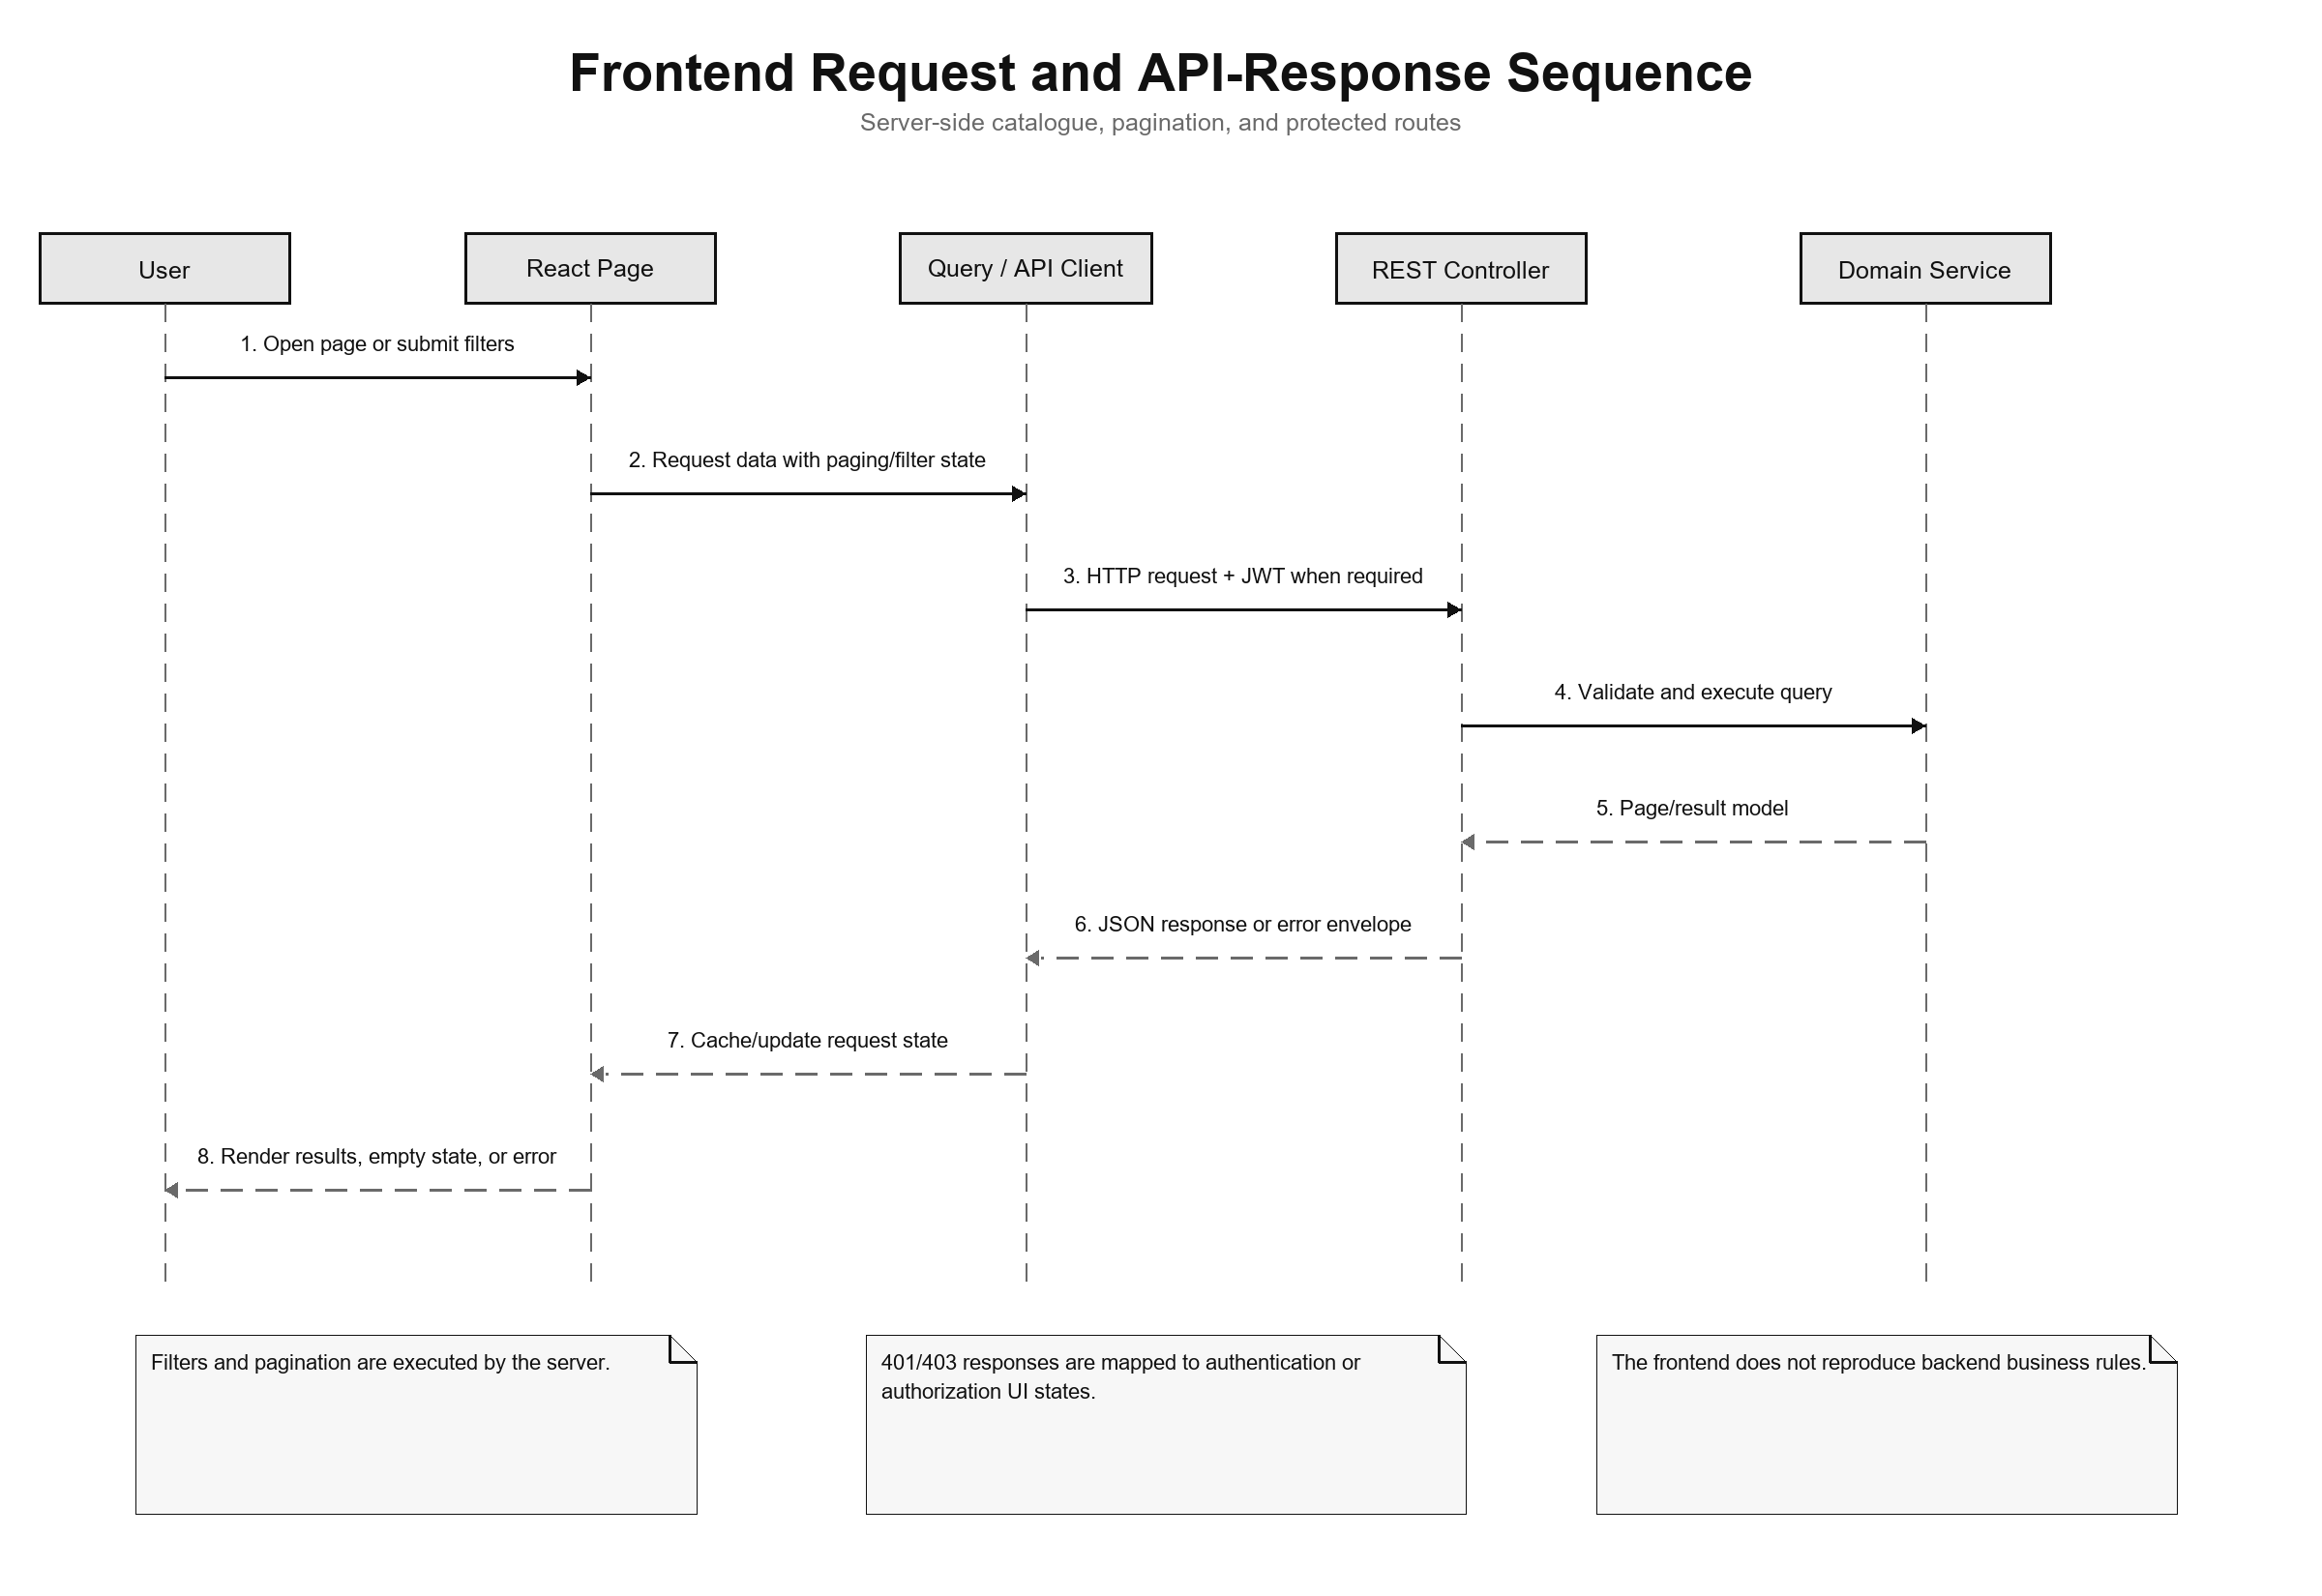 Frontend Request and API-Response Sequence
Server-side catalogue, pagination, and protected routes
User
React Page
Query / API Client
REST Controller
Domain Service
1. Open page or submit filters
2. Request data with paging/filter state
3. HTTP request + JWT when required
4. Validate and execute query
5. Page/result model
6. JSON response or error envelope
7. Cache/update request state
8. Render results, empty state, or error
Filters and pagination are executed by the server.
401/403 responses are mapped to authentication or
authorization UI states.
The frontend does not reproduce backend business rules.